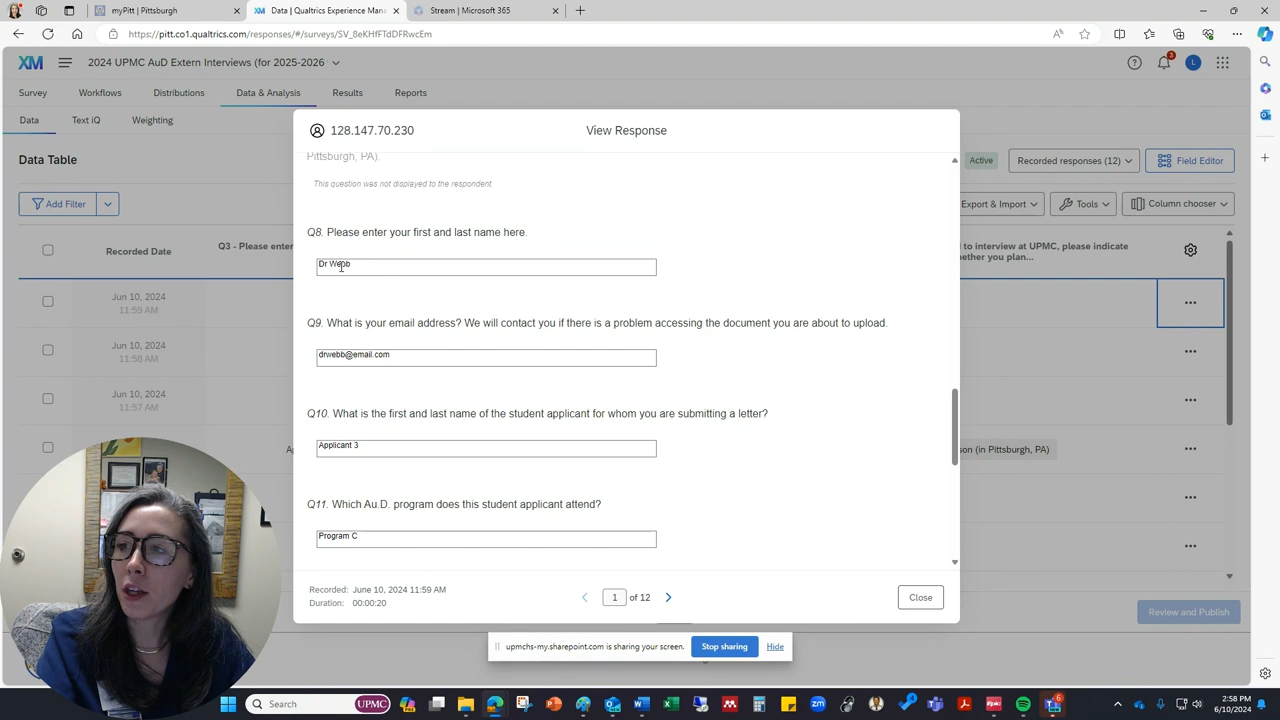 myPitt | Pittsburgh
Data | Qualtrics Experience Man
Stream | Microsoft 365
https://pitt.co1.qualtrics.com/responses/#/surveys/SV_8eKHfFTdDFRwcEm
XM
2024 UPMC AuD Extern Interviews (for 2025-2026
3
L
Survey
Workflows
Distributions
Data & Analysis
Results
Reports
Data
Text iQ
Weighting
128.147.70.230
View Response
Data Table
Active
Recorded responses (12)
Field Editor
Add Filter
Export & Import
Tools
Column chooser
Pittsburgh, PA).
This question was not displayed to the respondent
Q8. Please enter your first and last name here.
Dr Webb
Recorded Date
Q3 - Please enter
to interview at UPMC, please indicate
hether you plan...
Jun 10, 2024
11:59 AM
Q9. What is your email address? We will contact you if there is a problem accessing the document you are about to upload.
drwebb@email.com
Jun 10, 2024
11:58 AM
Jun 10, 2024
11:57 AM
Q10. What is the first and last name of the student applicant for whom you are submitting a letter?
Applicant 3
son (in Pittsburgh, PA)
Q11. Which Au.D. program does this student applicant attend?
Program C
Recorded: June 10, 2024 11:59 AM
Duration: 00:00:20
1 of 12
Close
Review and Publish
upmchs-my.sharepoint.com is sharing your screen.
Stop sharing
Hide
Search
UPMC
2:58 PM
6/10/2024